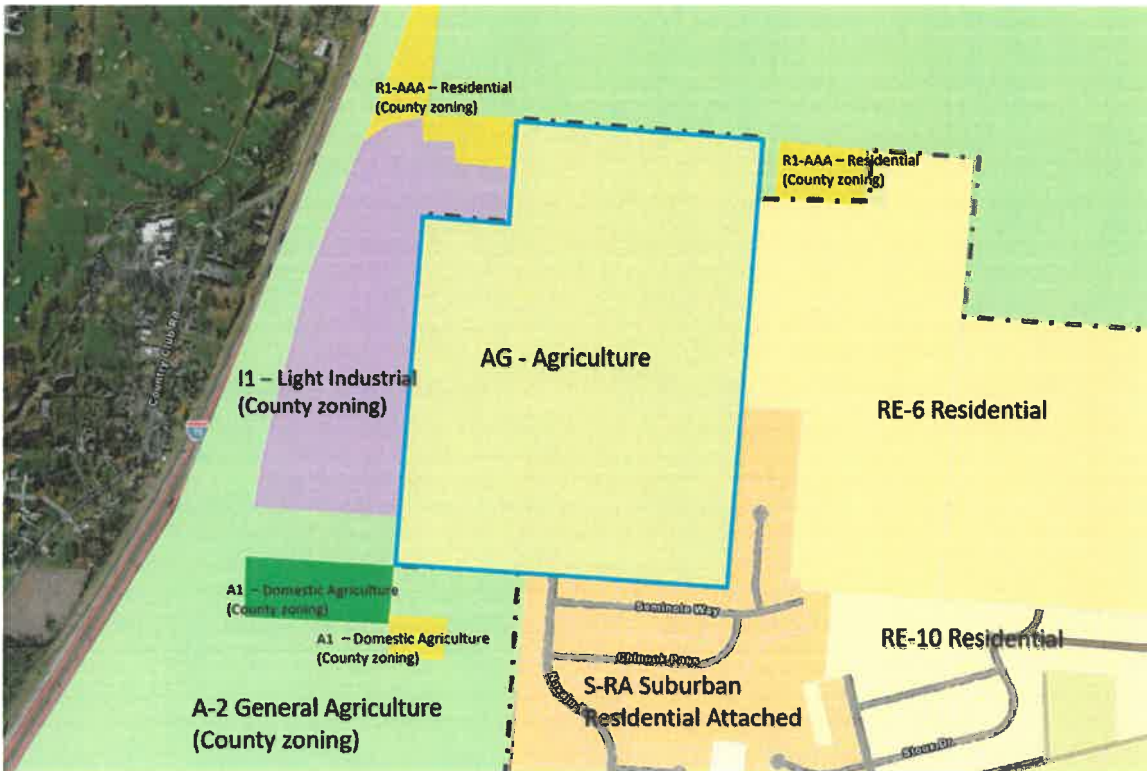 R1-AAA – Residential
(County zoning)
R1-AAA – Residential
(County zoning)
Country Club Rd
AG - Agriculture
I1 – Light Industrial
(County zoning)
RE-6 Residential
A1 – Domestic Agriculture
(County zoning)
Seminole Way
A1 – Domestic Agriculture
(County zoning)
RE-10 Residential
S-RA Suburban
Residential Attached
A-2 General Agriculture
(County zoning)
Sioux Dr